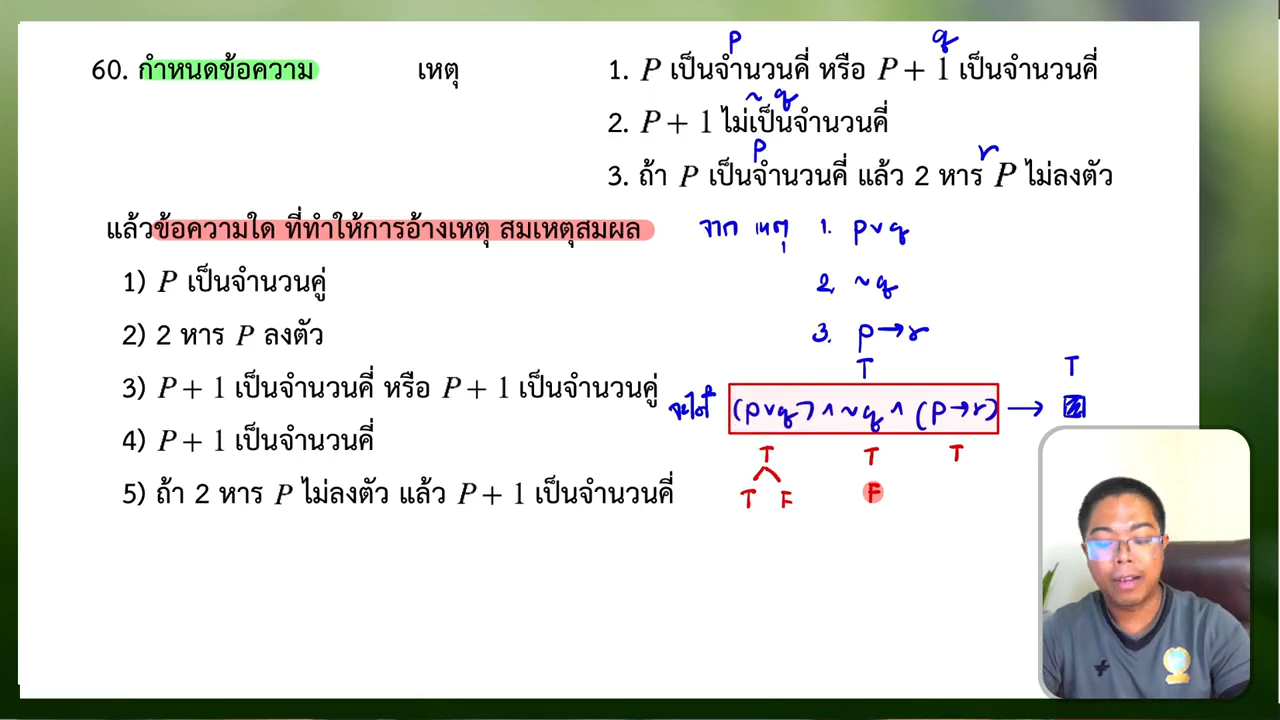 60. กำหนดข้อความ เหตุ 1. P เป็นจำนวนคี่ หรือ P + 1 เป็นจำนวนคี่
p q
2. P + 1 ไม่เป็นจำนวนคี่
~ q
3. ถ้า P เป็นจำนวนคี่ แล้ว 2 หาร P ไม่ลงตัว
p r
แล้วข้อความใด ที่ทำให้การอ้างเหตุ สมเหตุสมผล
จาก เหตุ 1. p ∨ q
1) P เป็นจำนวนคู่
2. ~ q
2) 2 หาร P ลงตัว
3. p → r
T T
3) P + 1 เป็นจำนวนคี่ หรือ P + 1 เป็นจำนวนคู่
จะได้ (p ∨ q) ∧ ~ q ∧ (p → r) →
4) P + 1 เป็นจำนวนคี่
T T T
5) ถ้า 2 หาร P ไม่ลงตัว แล้ว P + 1 เป็นจำนวนคี่
T F F